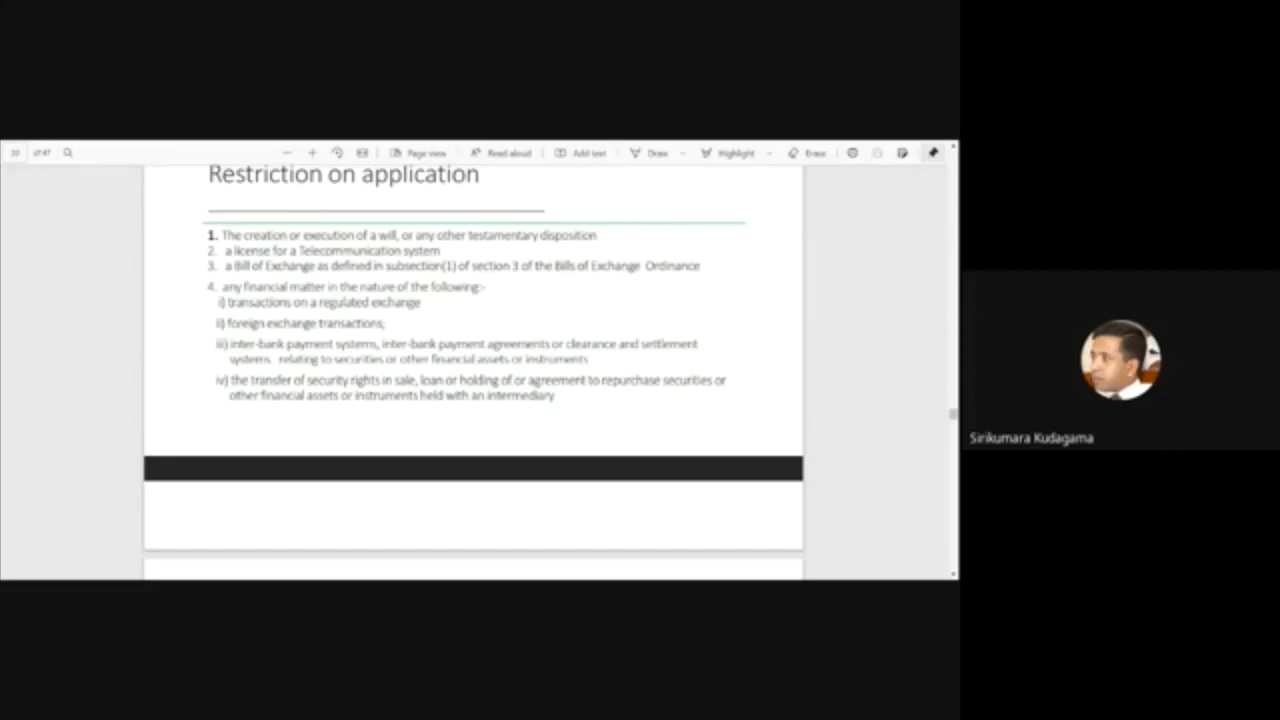 of 47
Page view
Read aloud
Add text
Draw
Highlight
Erase
Restriction on application
1. The creation or execution of a will, or any other testamentary disposition
2. a license for a Telecommunication system
3. a Bill of Exchange as defined in subsection(1) of section 3 of the Bills of Exchange Ordinance
4. any financial matter in the nature of the following:-
i) transactions on a regulated exchange
ii) foreign exchange transactions;
iii) inter-bank payment systems, inter-bank payment agreements or clearance and settlement
systems relating to securities or other financial assets or instruments
iv) the transfer of security rights in sale, loan or holding of or agreement to repurchase securities or
other financial assets or instruments held with an intermediary
Sirikumara Kudagama